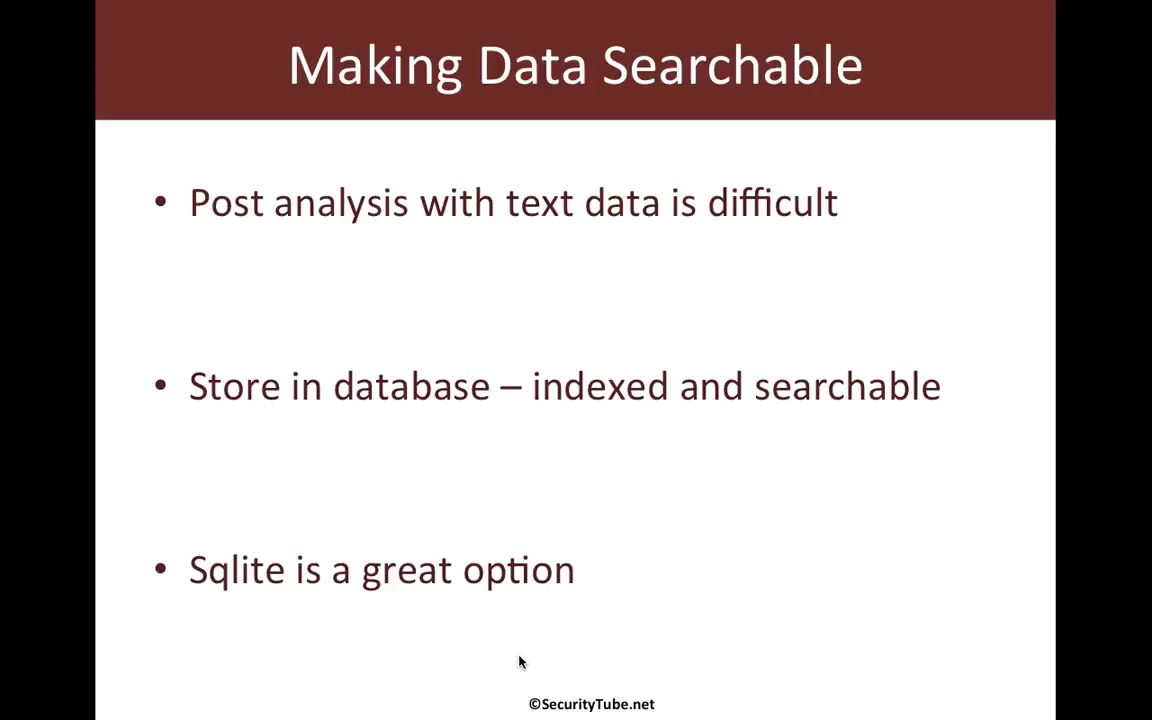 Making Data Searchable
• Post analysis with text data is difficult
• Store in database – indexed and searchable
• Sqlite is a great option
©SecurityTube.net